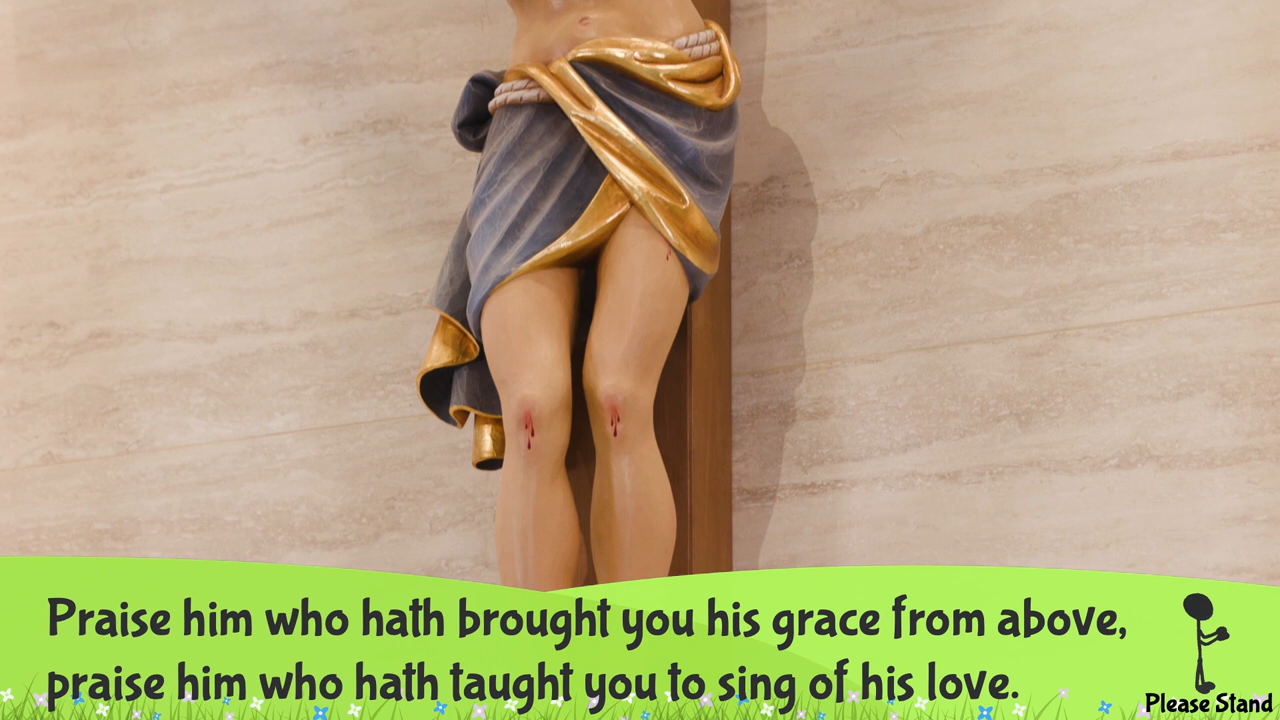 Praise him who hath brought you his grace from above,
praise him who hath taught you to sing of his love.
Please Stand